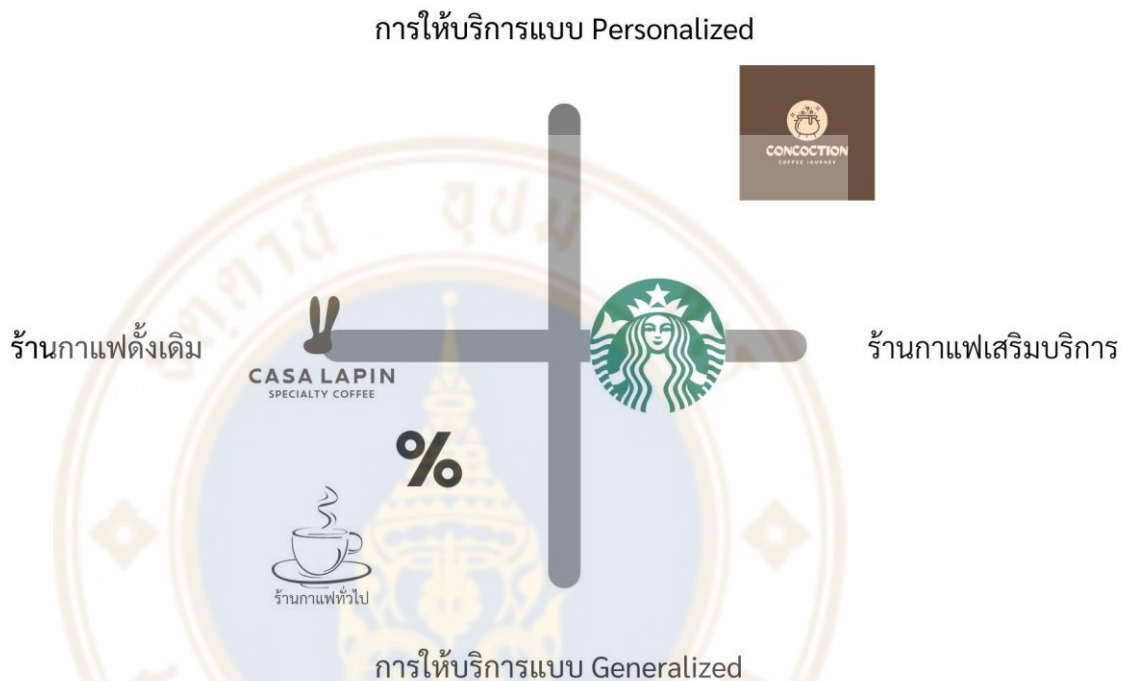 การให้บริการแบบ Personalized
CONCOCTION
COFFEE JOURNEY
ร้านกาแฟดั้งเดิม
ร้านกาแฟเสริมบริการ
CASA LAPIN
SPECIALTY COFFEE
%
ร้านกาแฟทั่วไป
การให้บริการแบบ Generalized